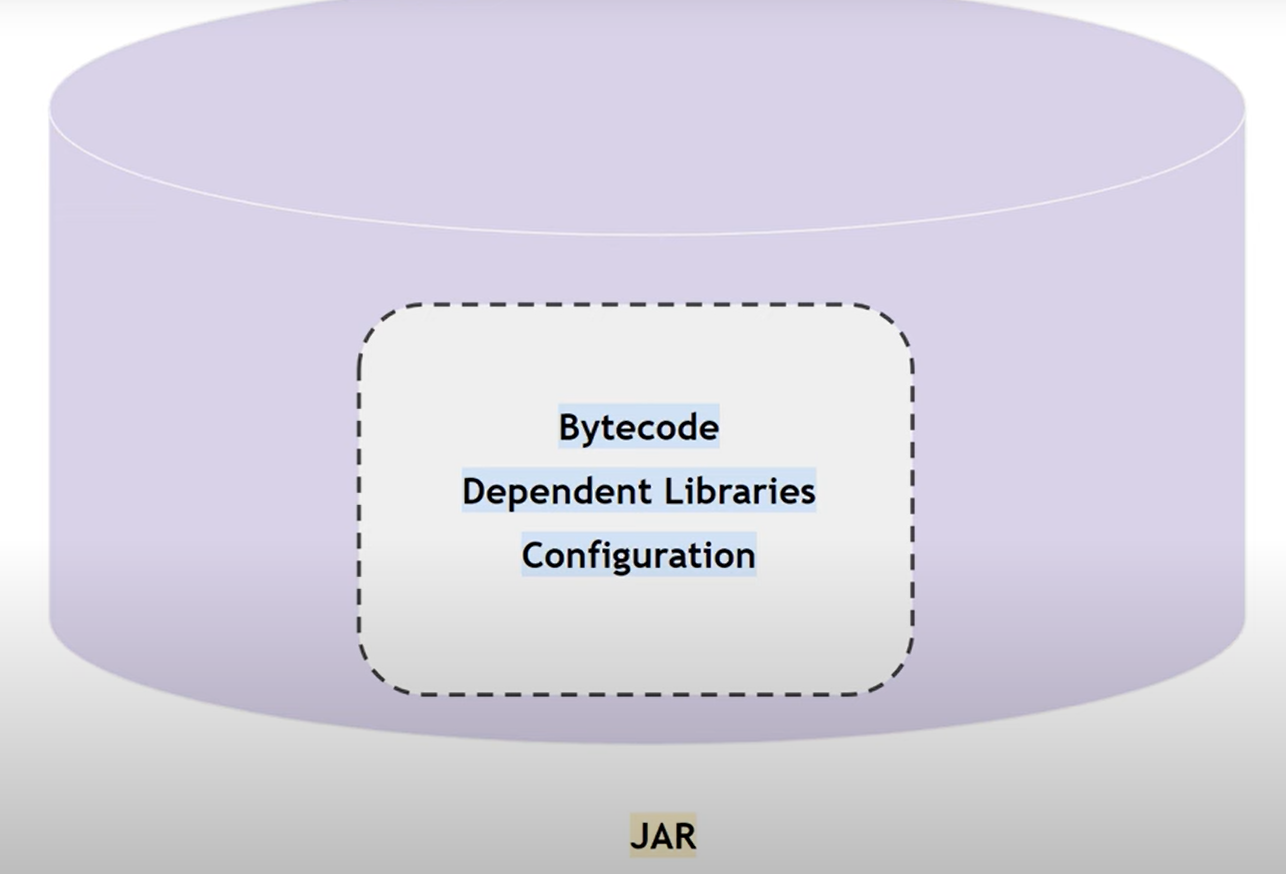 Bytecode
Dependent Libraries
Configuration
JAR